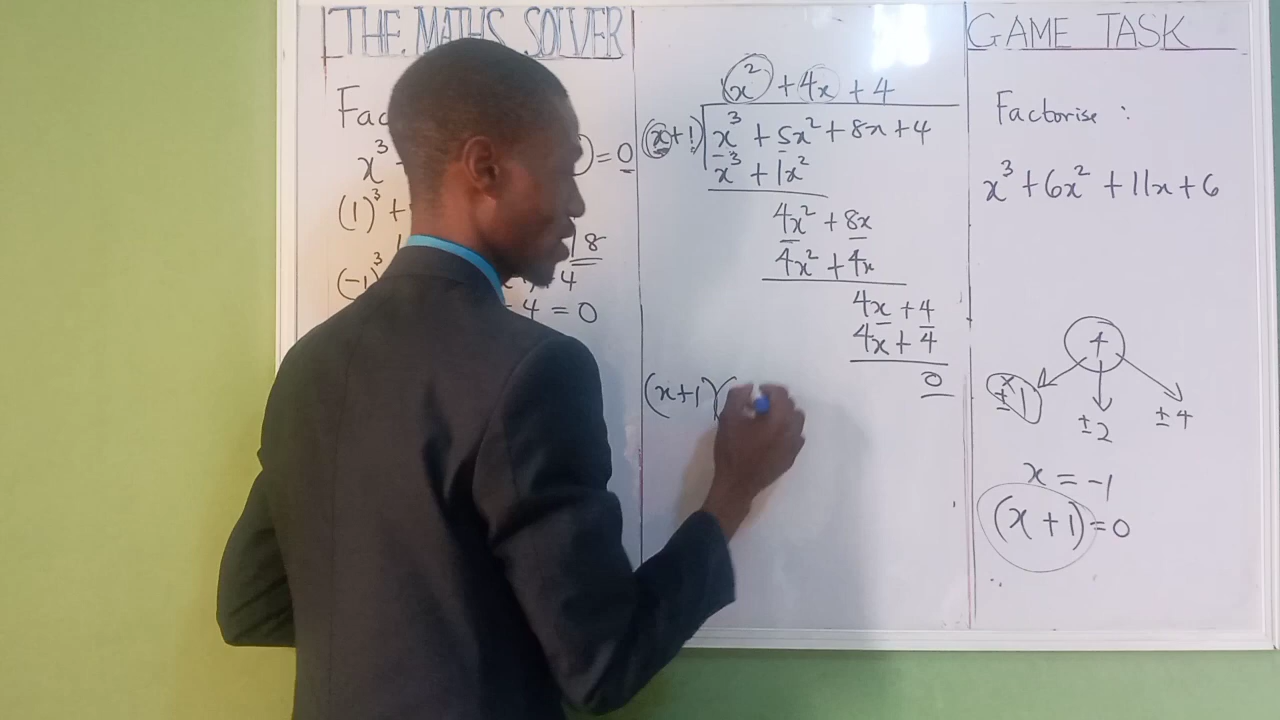 THE MATHS SOLVER
x³
= 0
(1)³ +
18
(-1)³
4
4 = 0
x² + 4x + 4
(x+1) x³ + 5x² + 8x + 4
x³ + 1x²
4x² + 8x
4x² + 4x
4x + 4
4x + 4
0
(x+1)(
GAME TASK
Factorise :
x³ + 6x² + 11x + 6
4
± 1
± 2
± 4
x = -1
(x + 1) = 0